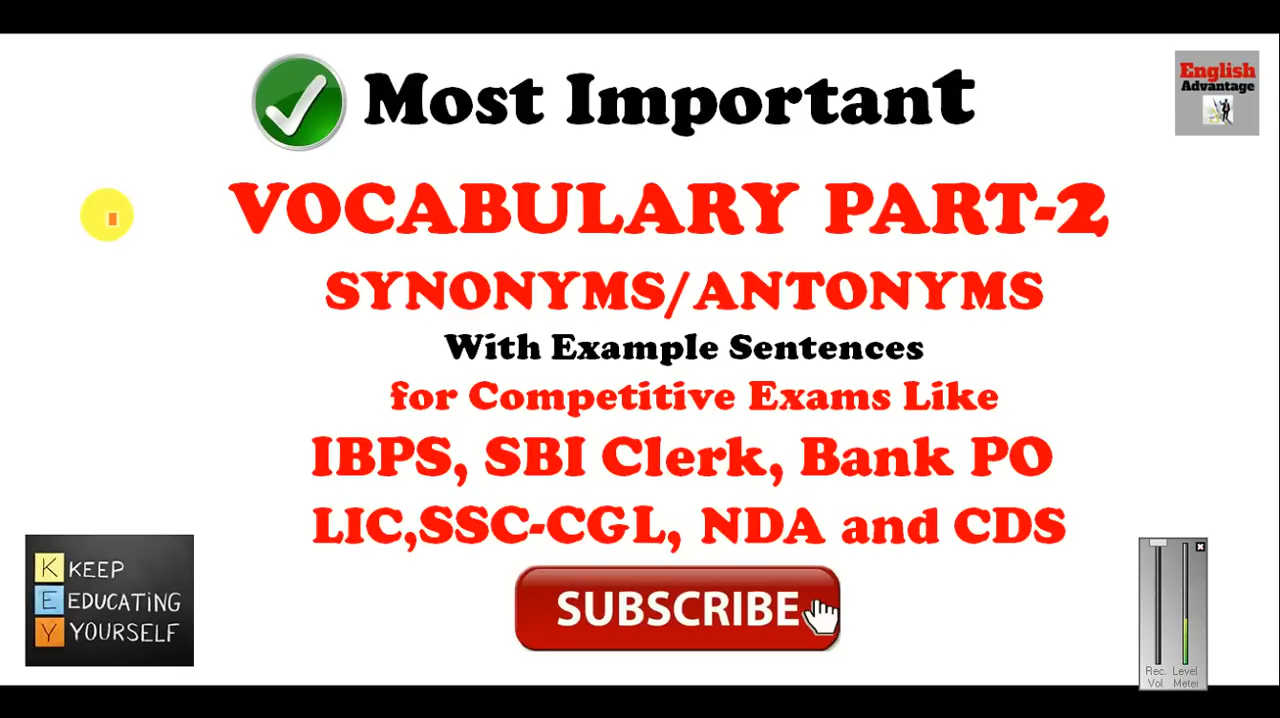 Most Important
English
Advantage
VOCABULARY PART-2
SYNONYMS/ANTONYMS
With Example Sentences
for Competitive Exams Like
IBPS, SBI Clerk, Bank PO
LIC,SSC-CGL, NDA and CDS
K KEEP
E EDUCATING
Y YOURSELF
SUBSCRIBE
Rec. Level
Vol Meter